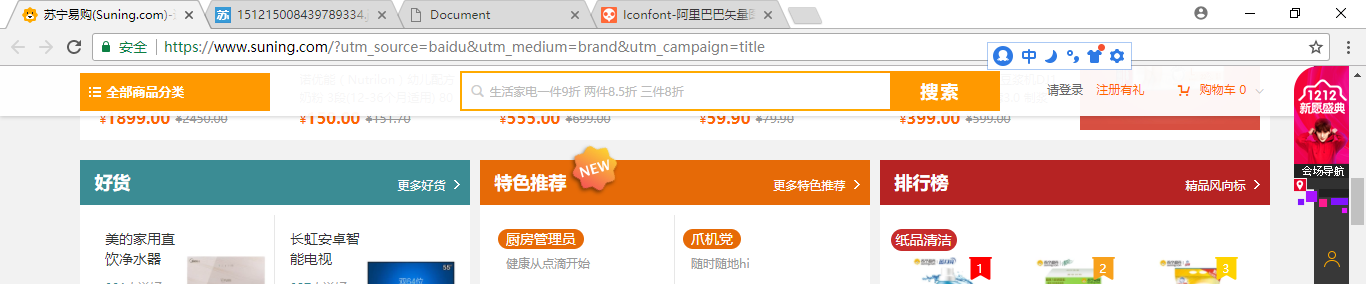 苏宁易购(Suning.com)-
151215008439789334.
Document
Iconfont-阿里巴巴矢量
安全
https://www.suning.com/?utm_source=baidu&utm_medium=brand&utm_campaign=title
中
全部商品分类
生活家电一件9折 两件8.5折 三件8折
搜索
请登录
注册有礼
购物车 0
¥1899.00 ¥2450.00
¥150.00 ¥151.70
¥555.00 ¥699.00
¥59.90 ¥79.90
¥399.00 ¥599.00
1212
新愿盛典
会场导航
好货
更多好货
特色推荐
NEW
更多特色推荐
排行榜
精品风向标
美的家用直
饮净水器
长虹安卓智
能电视
55"
厨房管理员
健康从点滴开始
爪机党
随时随地hi
纸品清洁
1
2
3